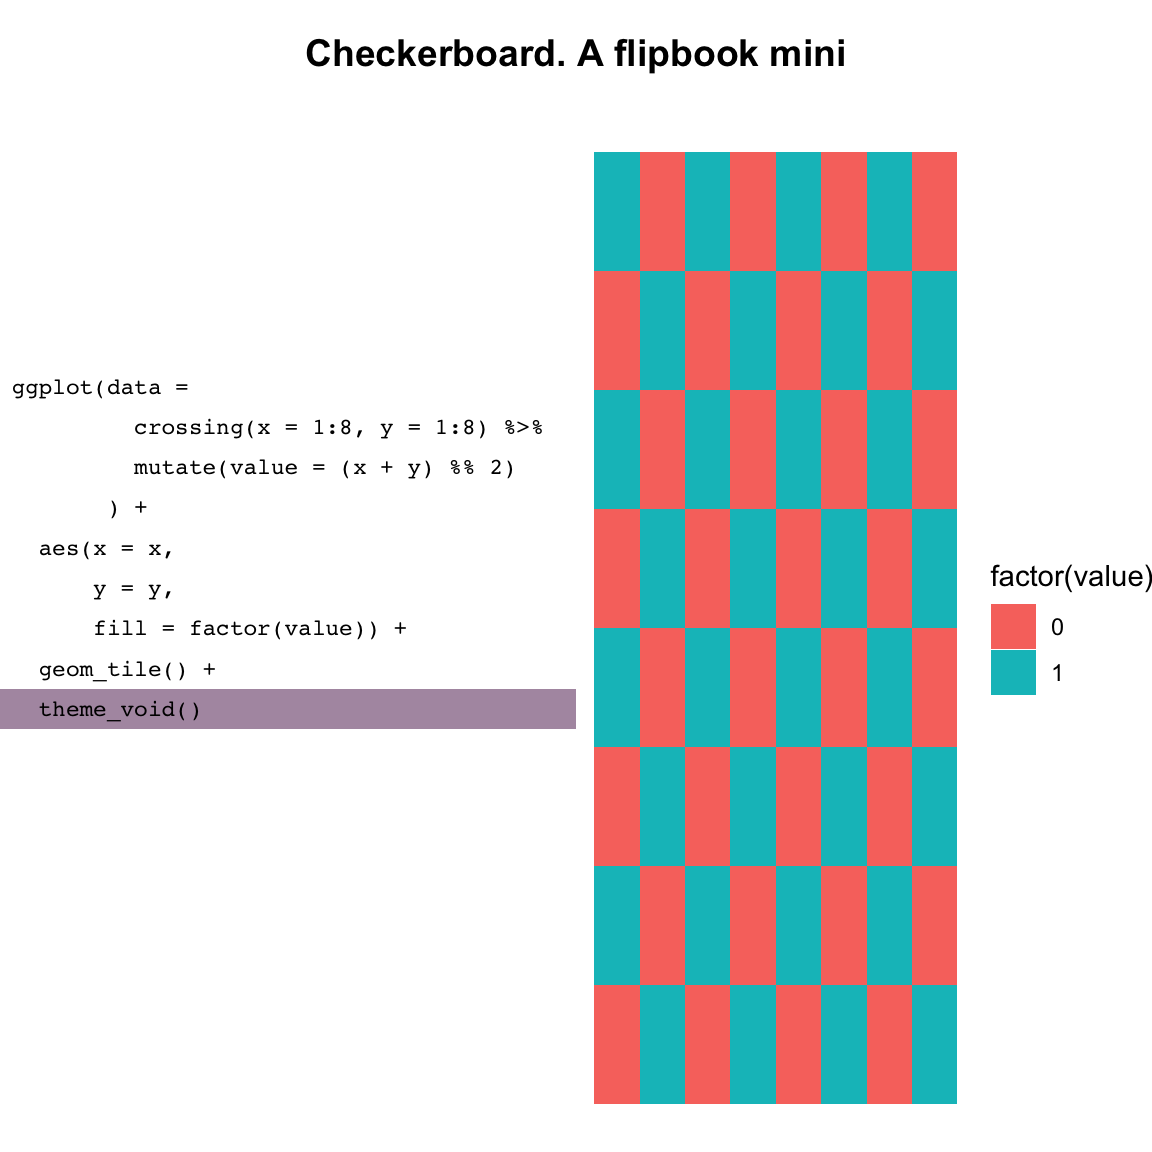 Checkerboard. A flipbook mini
ggplot(data =
         crossing(x = 1:8, y = 1:8) %>%
         mutate(value = (x + y) %% 2)
       ) +
  aes(x = x,
      y = y,
      fill = factor(value)) +
  geom_tile() +
  theme_void()
factor(value)
0
1